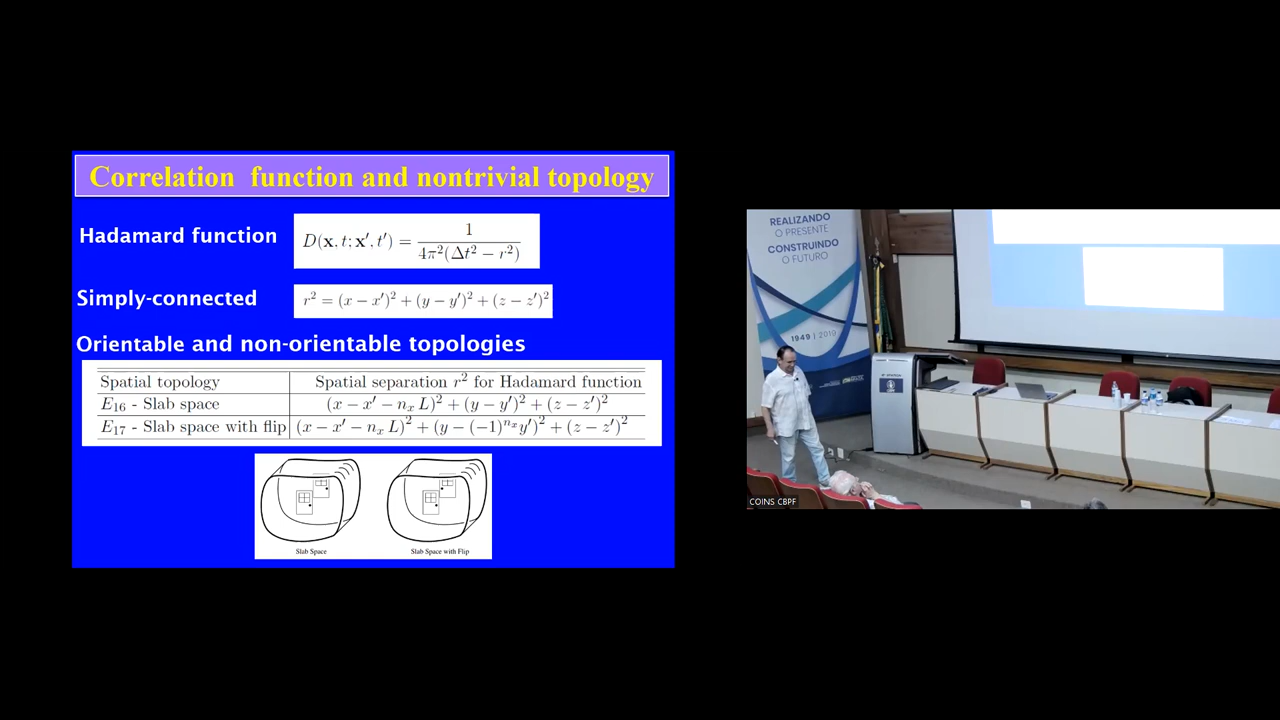 Correlation function and nontrivial topology
Hadamard function
D(x, t; x′, t′) = 1 / 4π²(Δt² − r²)
Simply-connected
r² = (x − x′)² + (y − y′)² + (z − z′)²
Orientable and non-orientable topologies
Spatial topology Spatial separation r² for Hadamard function
E₁₆ - Slab space (x − x′ − nₓ L)² + (y − y′)² + (z − z′)²
E₁₇ - Slab space with flip (x − x′ − nₓ L)² + (y − (−1)ⁿˣ y′)² + (z − z′)²
Slab Space Slab Space with Flip
REALIZANDO
O PRESENTE
CONSTRUINDO
O FUTURO
1949 | 2019
CBPF
COINS CBPF